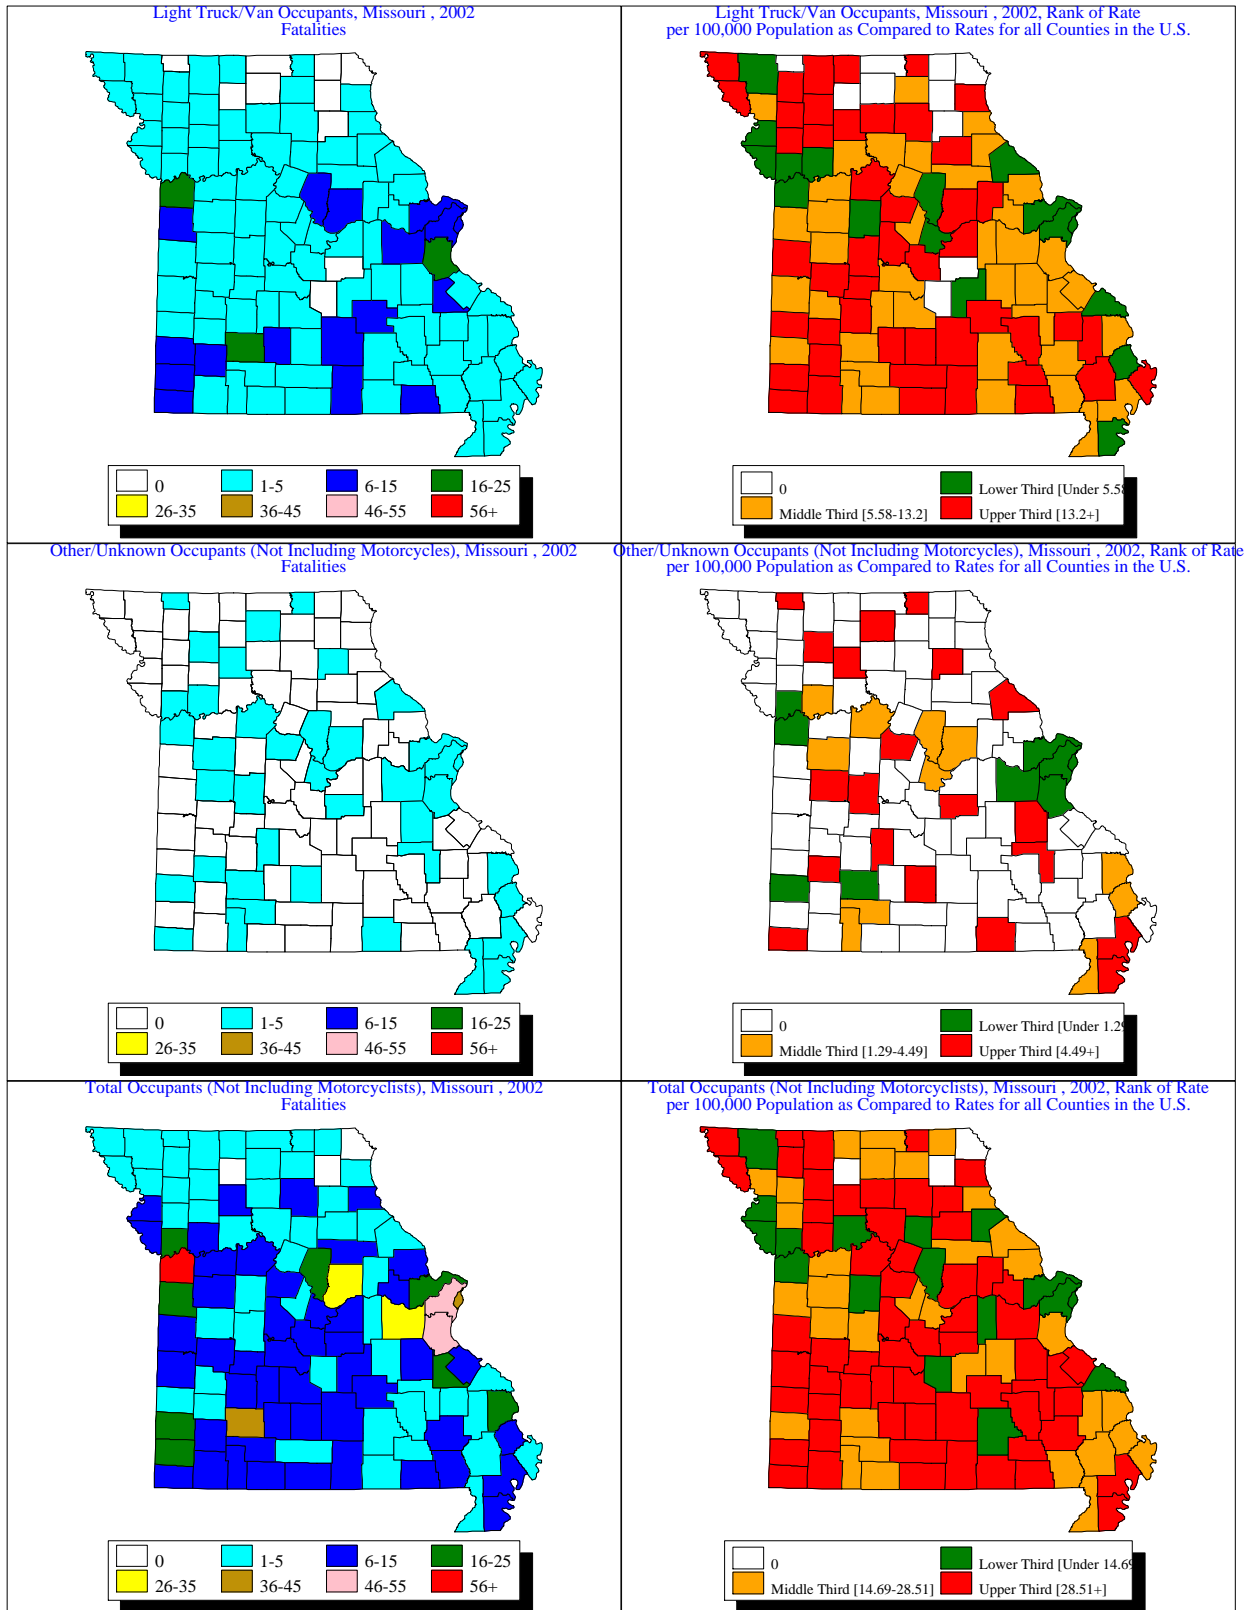 Light Truck/Van Occupants, Missouri , 2002
Fatalities
0
1-5
6-15
16-25
26-35
36-45
46-55
56+
Light Truck/Van Occupants, Missouri , 2002, Rank of Rate
per 100,000 Population as Compared to Rates for all Counties in the U.S.
0
Lower Third [Under 5.58
Middle Third [5.58-13.2]
Upper Third [13.2+]
Other/Unknown Occupants (Not Including Motorcycles), Missouri , 2002
Fatalities
0
1-5
6-15
16-25
26-35
36-45
46-55
56+
Other/Unknown Occupants (Not Including Motorcycles), Missouri , 2002, Rank of Rate
per 100,000 Population as Compared to Rates for all Counties in the U.S.
0
Lower Third [Under 1.29
Middle Third [1.29-4.49]
Upper Third [4.49+]
Total Occupants (Not Including Motorcyclists), Missouri , 2002
Fatalities
0
1-5
6-15
16-25
26-35
36-45
46-55
56+
Total Occupants (Not Including Motorcyclists), Missouri , 2002, Rank of Rate
per 100,000 Population as Compared to Rates for all Counties in the U.S.
0
Lower Third [Under 14.69
Middle Third [14.69-28.51]
Upper Third [28.51+]